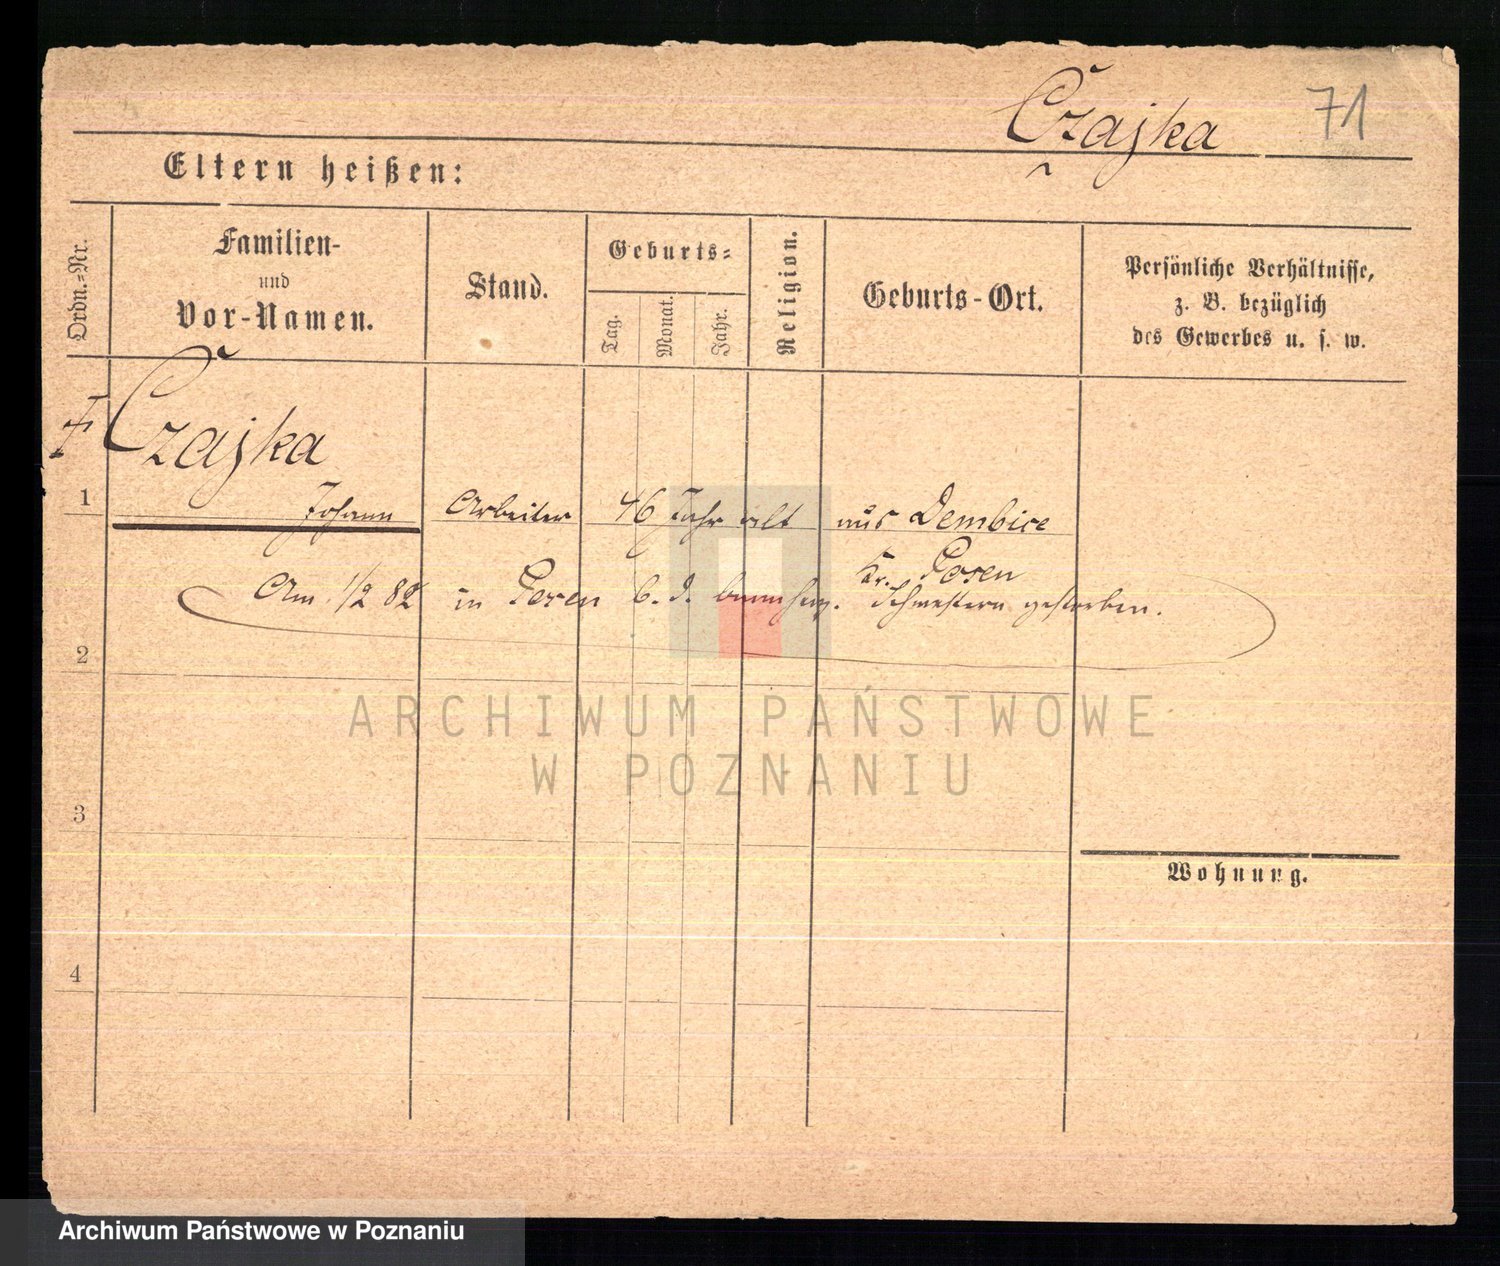 Czajka 71
Eltern heißen:
Ordn.-Nr.
Familien-
und
Vor-Namen.
Stand.
Geburts-
Tag.
Monat.
Jahr.
Religion.
Geburts-Ort.
Persönliche Verhältnisse,
z. B. bezüglich
des Gewerbes u. s. w.
Czajka
1 Johann Arbeiter 46 Jahr alt aus Dembice
Kr. Posen
Am 1/2 82 in Posen b. d. barmherz. Schwestern gestorben.
2
3
Wohnung.
4
ARCHIWUM PAŃSTWOWE
W POZNANIU
Archiwum Państwowe w Poznaniu